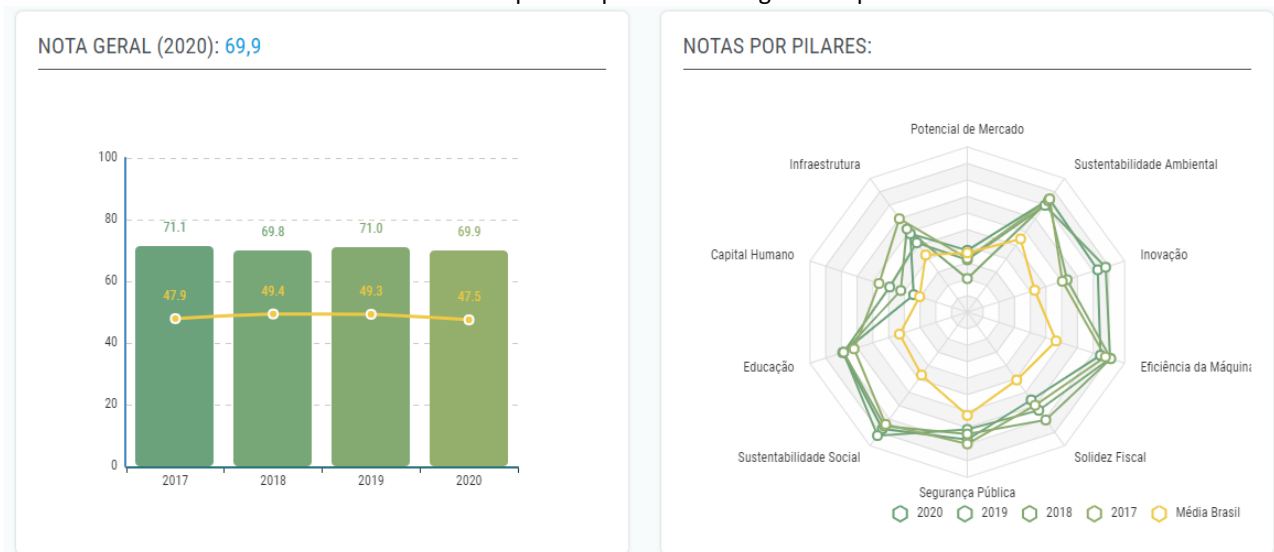 NOTA GERAL (2020): 69,9
100
80
60
40
20
0
71.1
69.8
71.0
69.9
47.9
49.4
49.3
47.5
2017
2018
2019
2020
NOTAS POR PILARES:
Potencial de Mercado
Infraestrutura
Sustentabilidade Ambiental
Capital Humano
Inovação
Educação
Eficiência da Máquina
Sustentabilidade Social
Solidez Fiscal
Segurança Pública
2020 2019 2018 2017 Média Brasil